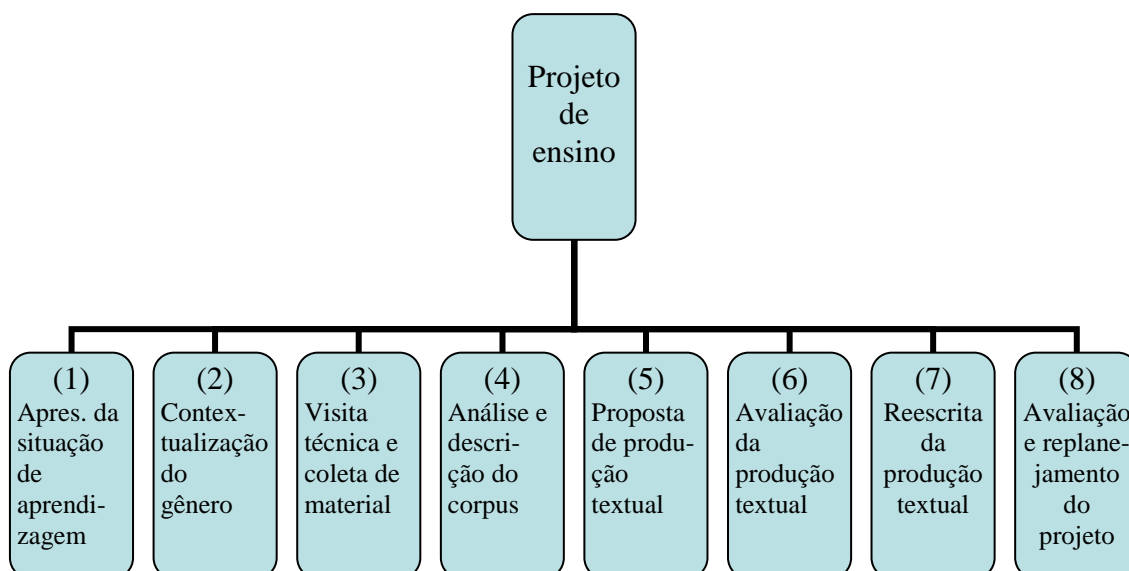 Projeto
de
ensino
(1)
Apres. da
situação
de
aprendi-
zagem
(2)
Contex-
tualização
do
gênero
(3)
Visita
técnica e
coleta de
material
(4)
Análise e
descri-
ção do
corpus
(5)
Proposta
de produ-
ção
textual
(6)
Avaliação
da
produção
textual
(7)
Reescrita
da
produção
textual
(8)
Avaliação
e replane-
jamento
do
projeto